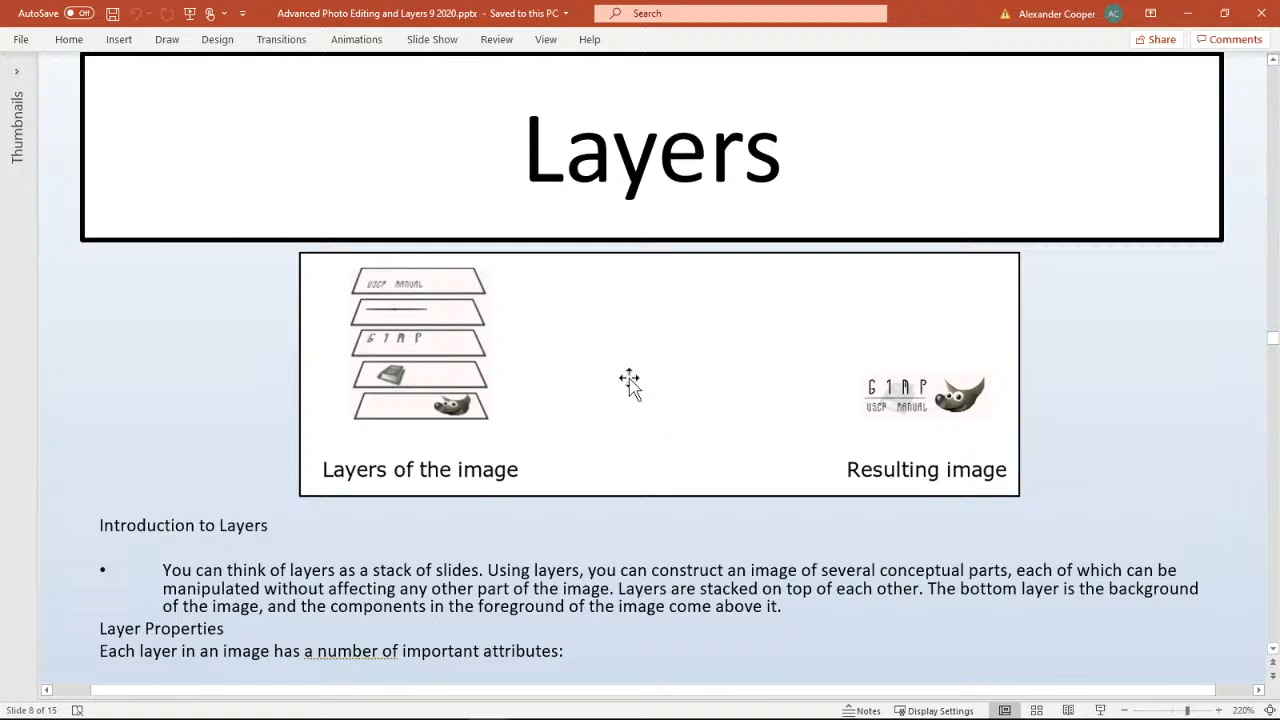 AutoSave Off Advanced Photo Editing and Layers 9 2020.pptx - Saved to this PC Search Alexander Cooper AC
File Home Insert Draw Design Transitions Animations Slide Show Review View Help Share Comments
Thumbnails
Layers
USER MANUAL
GIMP
GIMP
USER MANUAL
Layers of the image
Resulting image
Introduction to Layers
• You can think of layers as a stack of slides. Using layers, you can construct an image of several conceptual parts, each of which can be
manipulated without affecting any other part of the image. Layers are stacked on top of each other. The bottom layer is the background
of the image, and the components in the foreground of the image come above it.
Layer Properties
Each layer in an image has a number of important attributes:
Slide 8 of 15 Notes Display Settings 220%